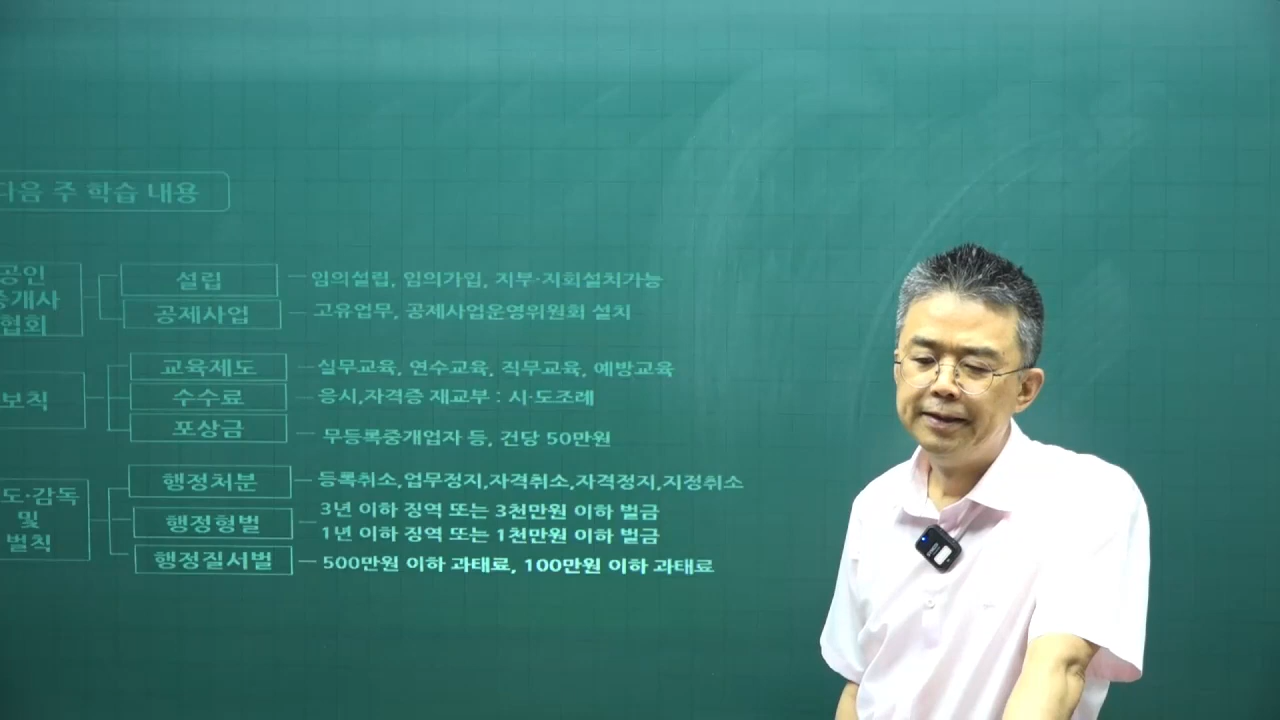 다음 주 학습 내용
공인
중개사
협회
설립
임의설립, 임의가입, 지부·지회설치가능
공제사업
고유업무, 공제사업운영위원회 설치
보칙
교육제도
실무교육, 연수교육, 직무교육, 예방교육
수수료
응시,자격증 재교부 : 시·도조례
포상금
무등록중개업자 등, 건당 50만원
도·감독
및
벌칙
행정처분
등록취소,업무정지,자격취소,자격정지,지정취소
행정형벌
3년 이하 징역 또는 3천만원 이하 벌금
1년 이하 징역 또는 1천만원 이하 벌금
행정질서벌
500만원 이하 과태료, 100만원 이하 과태료